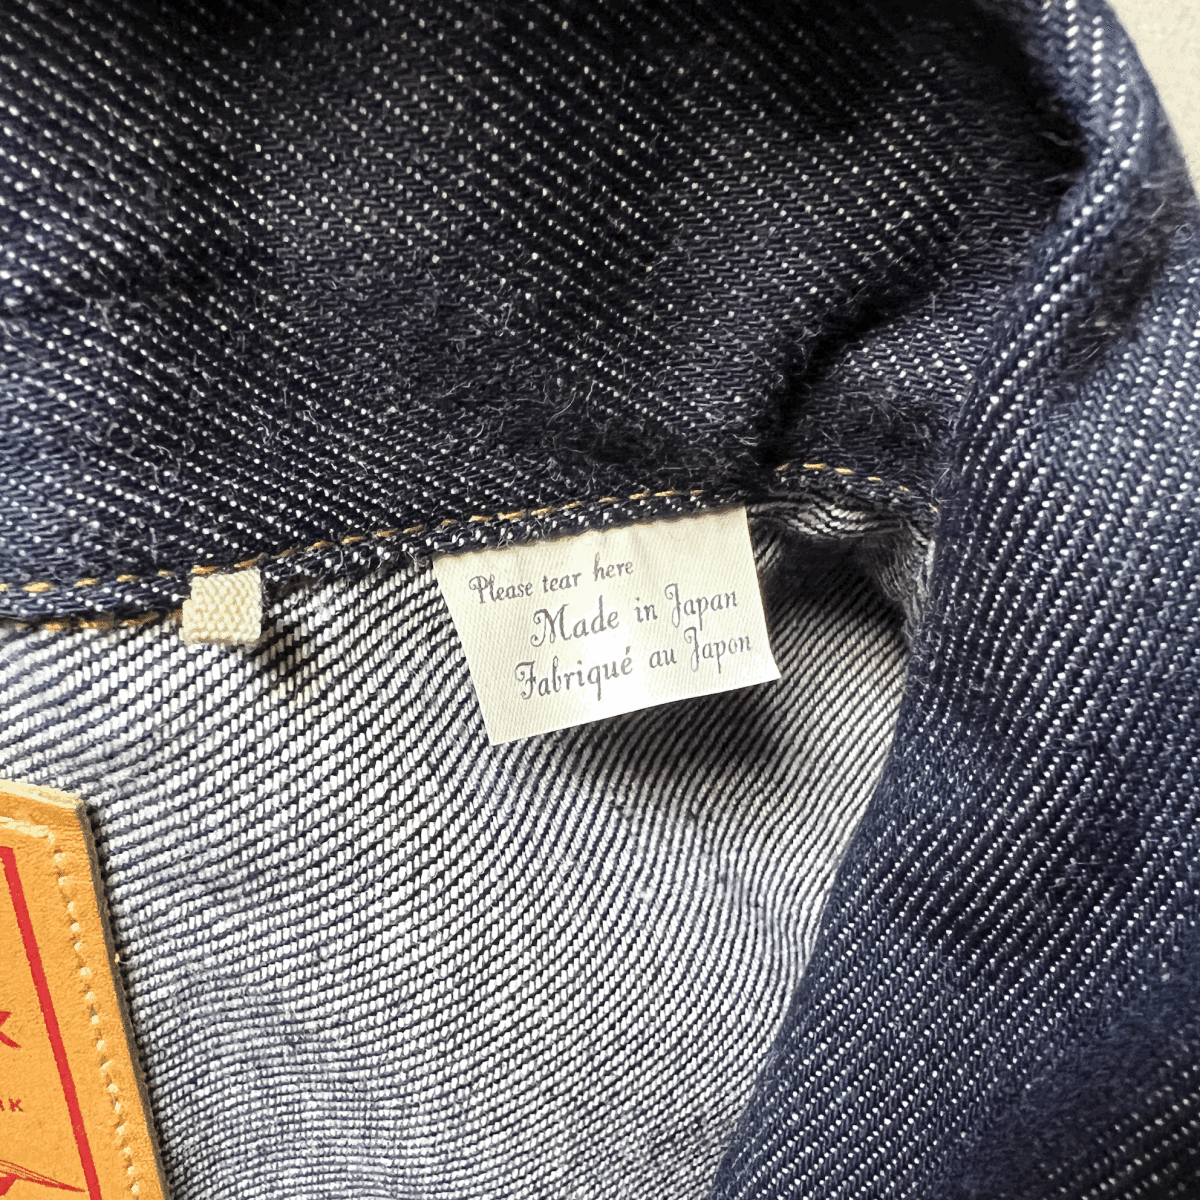 Please tear here
Made in Japan
Fabriqué au Japon
K
K